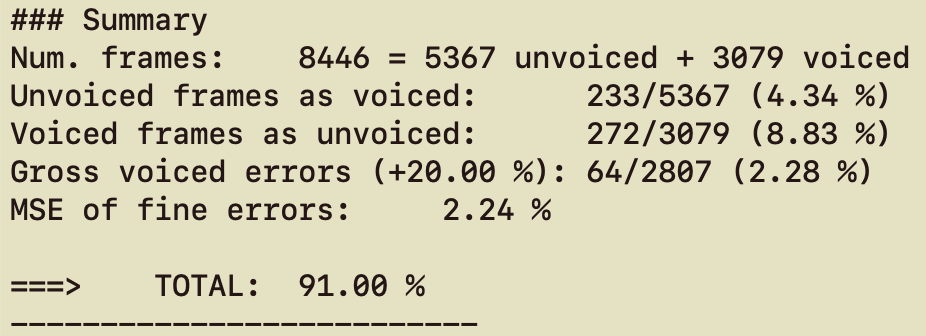 ### Summary
Num. frames:    8446 = 5367 unvoiced + 3079 voiced
Unvoiced frames as voiced:      233/5367 (4.34 %)
Voiced frames as unvoiced:      272/3079 (8.83 %)
Gross voiced errors (+20.00 %): 64/2807 (2.28 %)
MSE of fine errors:     2.24 %
===>    TOTAL:  91.00 %
--------------------------